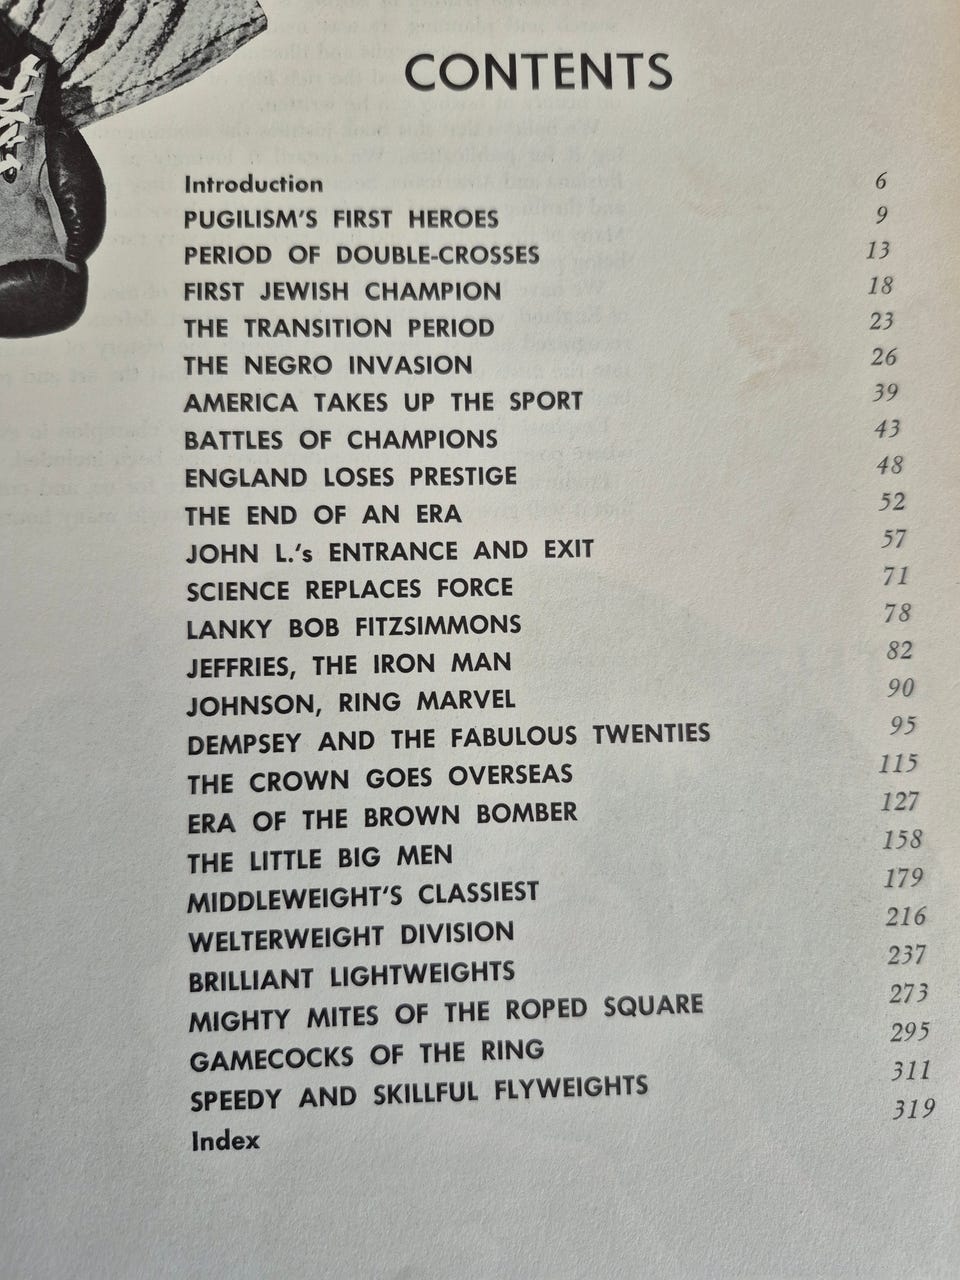 CONTENTS
Introduction 6
PUGILISM'S FIRST HEROES 9
PERIOD OF DOUBLE-CROSSES 13
FIRST JEWISH CHAMPION 18
THE TRANSITION PERIOD 23
THE NEGRO INVASION 26
AMERICA TAKES UP THE SPORT 39
BATTLES OF CHAMPIONS 43
ENGLAND LOSES PRESTIGE 48
THE END OF AN ERA 52
JOHN L.'s ENTRANCE AND EXIT 57
SCIENCE REPLACES FORCE 71
LANKY BOB FITZSIMMONS 78
JEFFRIES, THE IRON MAN 82
JOHNSON, RING MARVEL 90
DEMPSEY AND THE FABULOUS TWENTIES 95
THE CROWN GOES OVERSEAS 115
ERA OF THE BROWN BOMBER 127
THE LITTLE BIG MEN 158
MIDDLEWEIGHT'S CLASSIEST 179
WELTERWEIGHT DIVISION 216
BRILLIANT LIGHTWEIGHTS 237
MIGHTY MITES OF THE ROPED SQUARE 273
GAMECOCKS OF THE RING 295
SPEEDY AND SKILLFUL FLYWEIGHTS 311
Index 319